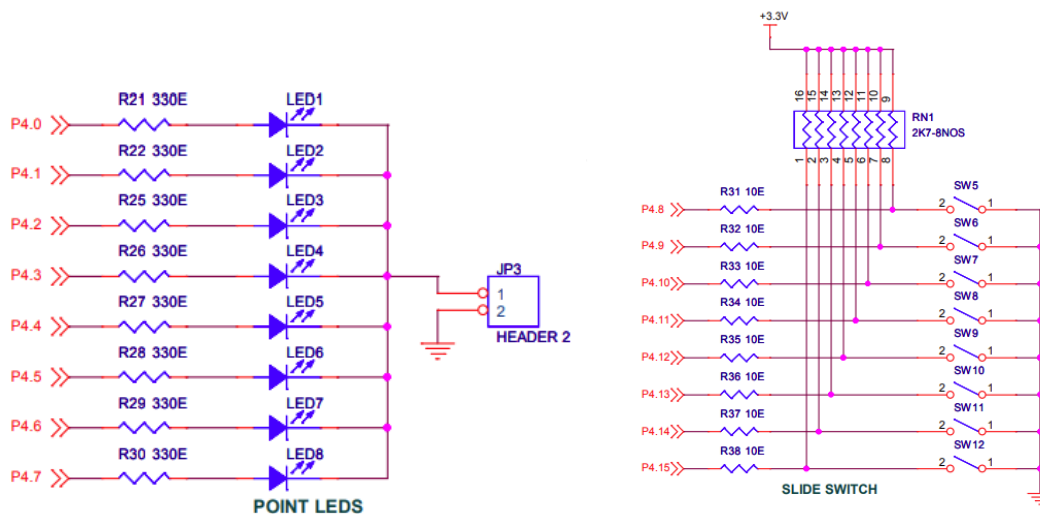 R21 330E
LED1
P4.0
R22 330E
LED2
P4.1
R25 330E
LED3
P4.2
R26 330E
LED4
P4.3
R27 330E
LED5
P4.4
R28 330E
LED6
P4.5
R29 330E
LED7
P4.6
R30 330E
LED8
P4.7
JP3
1
2
HEADER 2
POINT LEDS
+3.3V
16 15 14 13 12 11 10 9
RN1
2K7-8NOS
1 2 3 4 5 6 7 8
R31 10E
SW5
P4.8
2 1
R32 10E
SW6
P4.9
2 1
R33 10E
SW7
P4.10
2 1
R34 10E
SW8
P4.11
2 1
R35 10E
SW9
P4.12
2 1
R36 10E
SW10
P4.13
2 1
R37 10E
SW11
P4.14
2 1
R38 10E
SW12
P4.15
2 1
SLIDE SWITCH